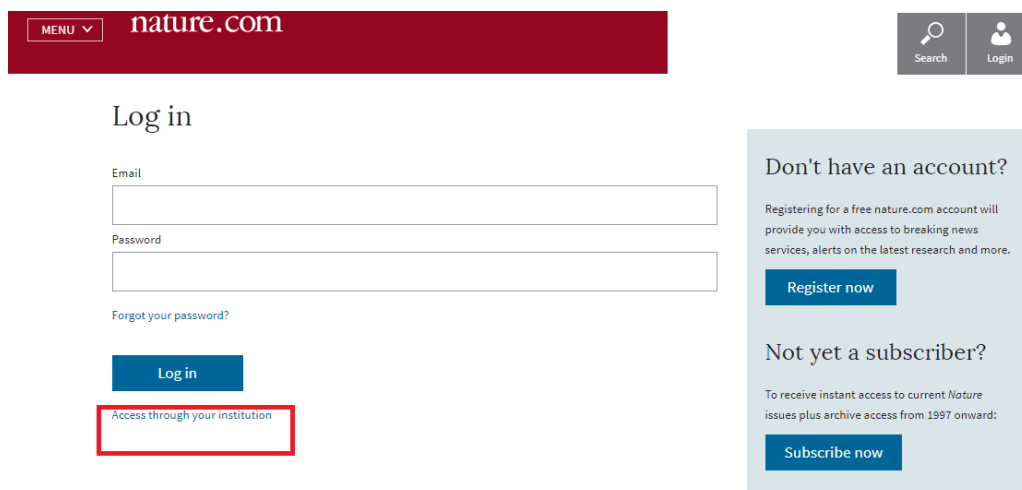 MENU
nature.com
Search
Login
Log in
Email
Password
Forgot your password?
Log in
Access through your institution
Don't have an account?
Registering for a free nature.com account will
provide you with access to breaking news
services, alerts on the latest research and more.
Register now
Not yet a subscriber?
To receive instant access to current Nature
issues plus archive access from 1997 onward:
Subscribe now